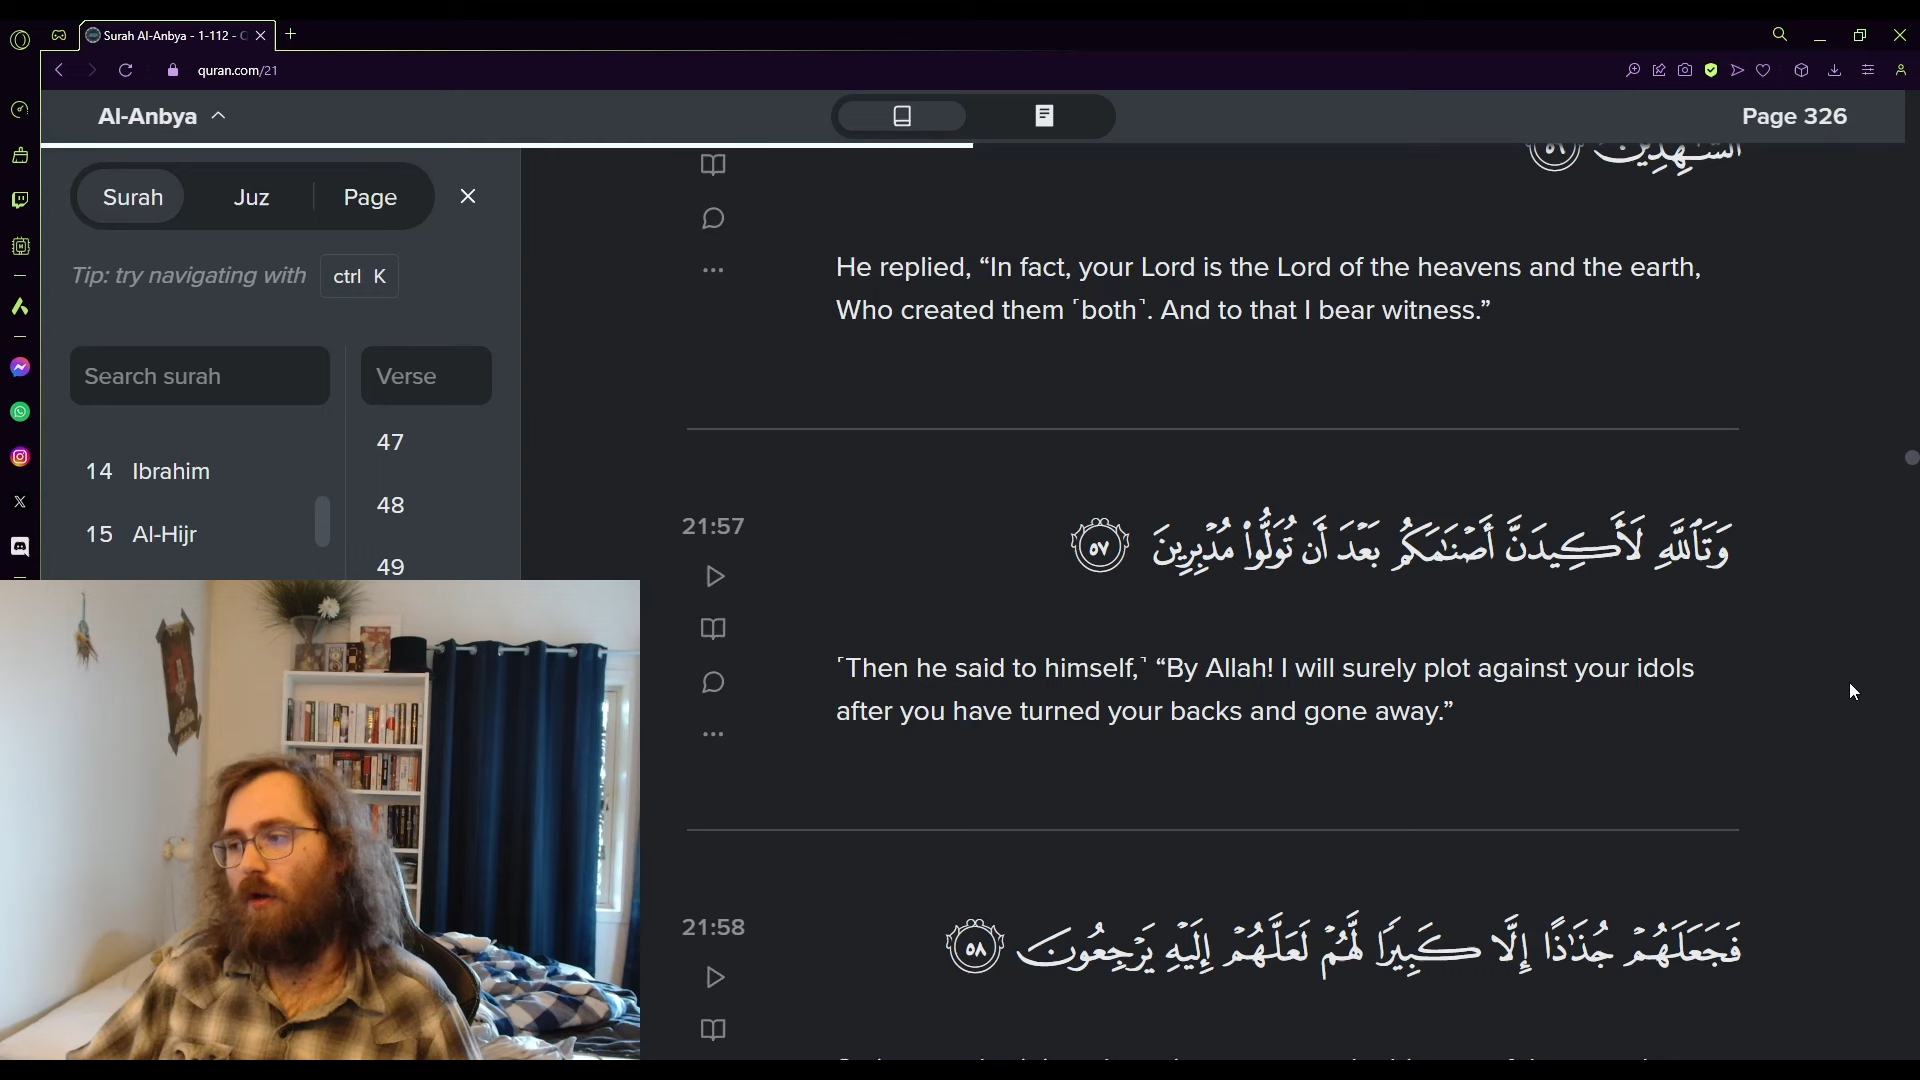 Surah Al-Anbya - 1-112 -
quran.com/21
Al-Anbya
Page 326
Surah
Juz
Page
Tip: try navigating with ctrl K
Search surah
Verse
14 Ibrahim
15 Al-Hijr
47
48
49
He replied, “In fact, your Lord is the Lord of the heavens and the earth,
Who created them ˹both˺. And to that I bear witness.”
21:57
وَتَٱللَّهِ لَأَكِيدَنَّ أَصْنَـٰمَكُم بَعْدَ أَن تُوَلُّوا۟ مُدْبِرِينَ ٥٧
˹Then he said to himself,˺ “By Allah! I will surely plot against your idols
after you have turned your backs and gone away.”
21:58
فَجَعَلَهُمْ جُذَٰذًا إِلَّا كَبِيرًا لَّهُمْ لَعَلَّهُمْ إِلَيْهِ يَرْجِعُونَ ٥٨